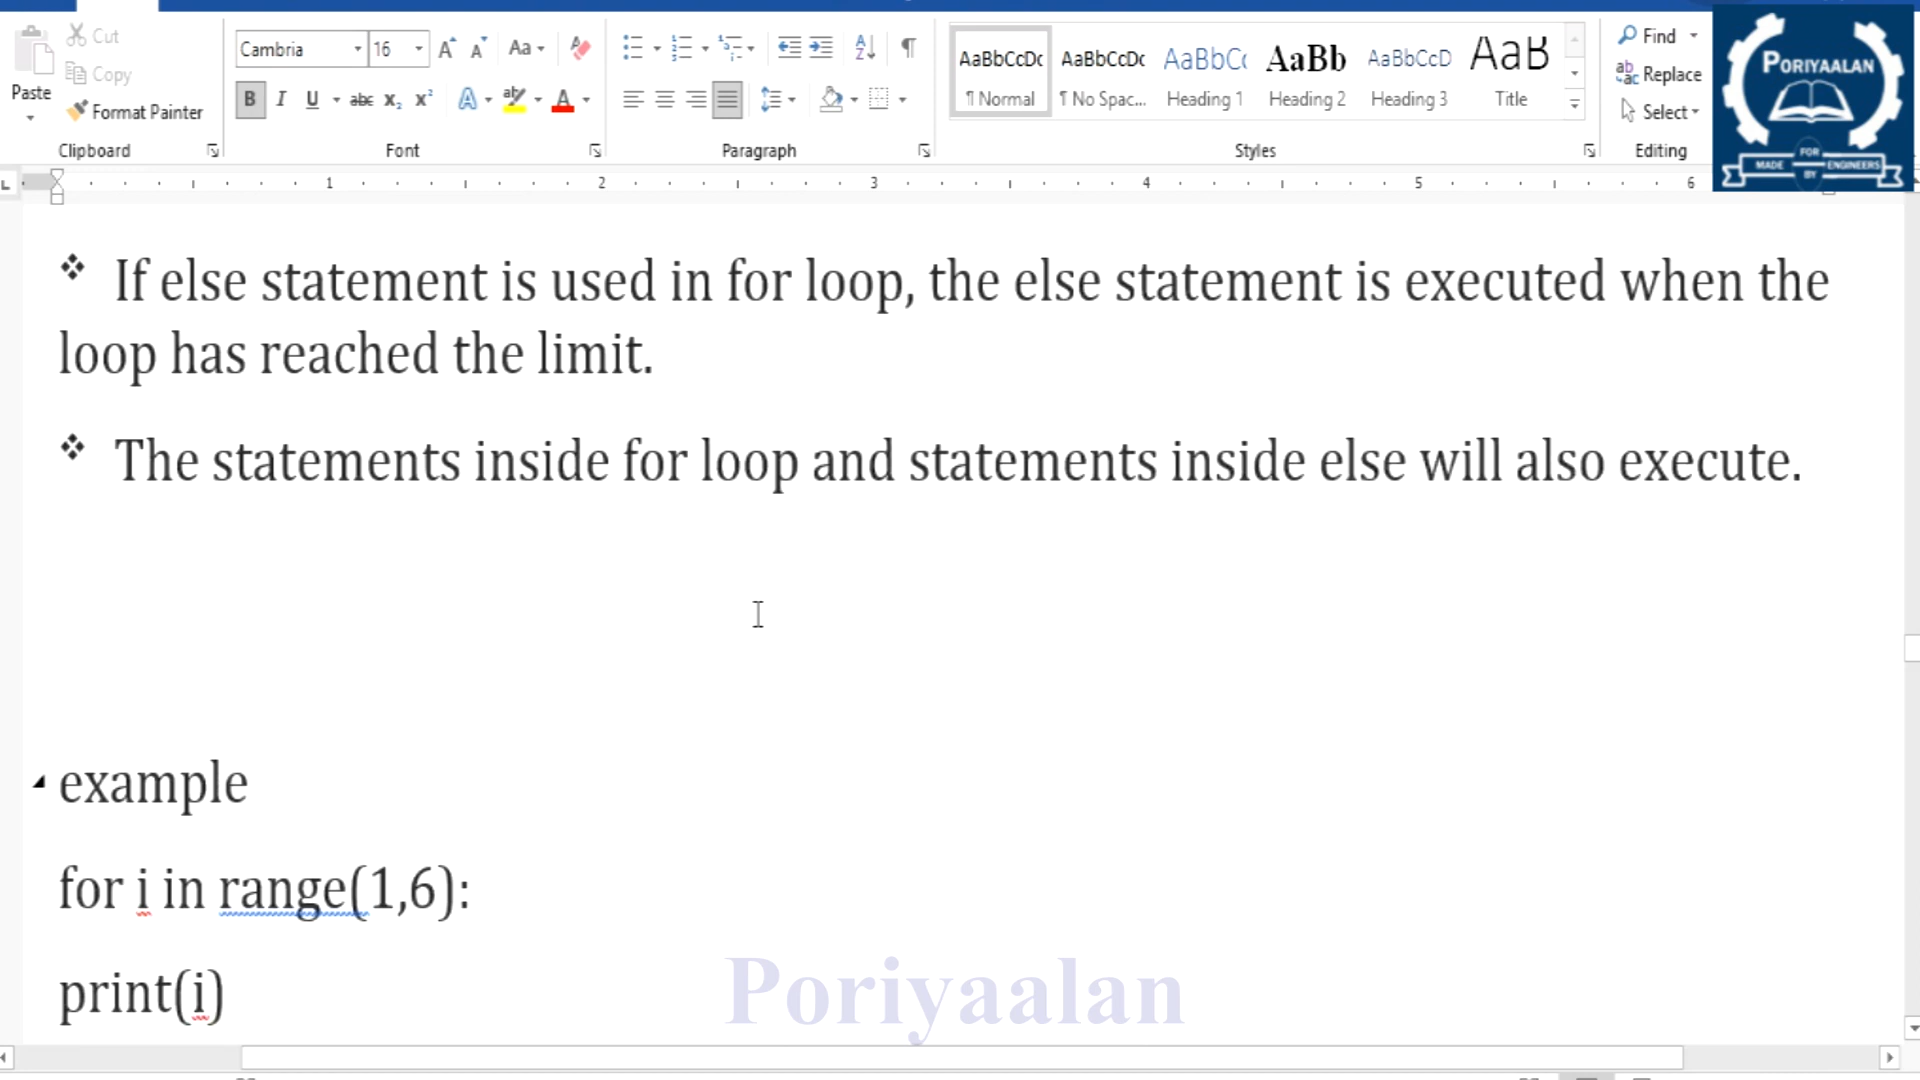 Cut
Copy
Paste
Format Painter
Clipboard
Cambria 16
Aa
B I U abc x₂ x² A aby A
Font
Paragraph
AaBbCcDc AaBbCcDc AaBbCc AaBb AaBbCcD AaB
¶ Normal ¶ No Spac... Heading 1 Heading 2 Heading 3 Title
Styles
Find
Replace
Select
Editing
PORIYAALAN
MADE FOR ENGINEERS
BY
1 2 3 4 5 6
❖ If else statement is used in for loop, the else statement is executed when the
loop has reached the limit.
❖ The statements inside for loop and statements inside else will also execute.
example
for i in range(1,6):
print(i)
Poriyaalan